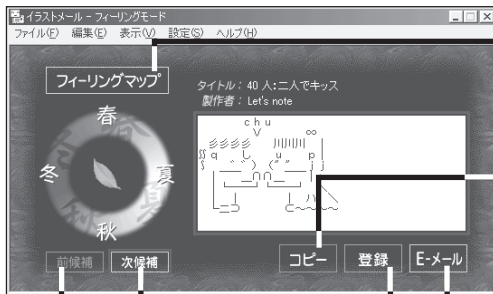 イラストメール - フィーリングモード
ファイル(F) 編集(E) 表示(V) 設定(S) ヘルプ(H)
フィーリングマップ
タイトル：40 人：二人でキッス
製作者：Let's note
chu
春
冬
夏
秋
前候補 次候補
コピー 登録 E-メール